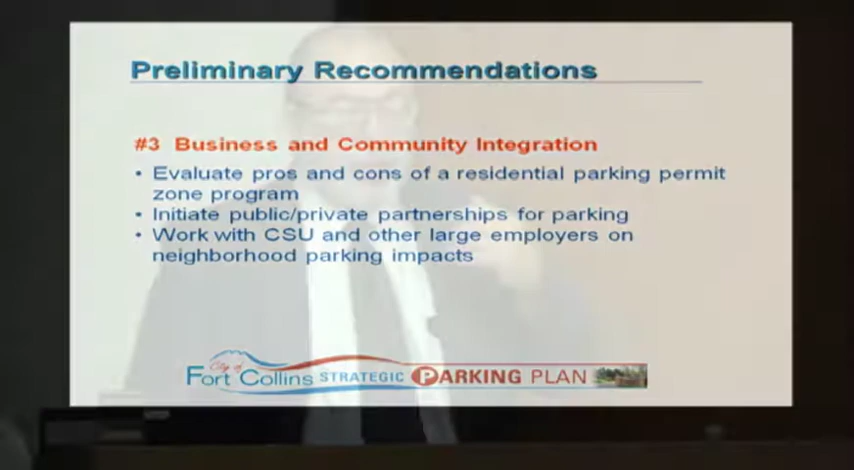 Preliminary Recommendations
#3 Business and Community Integration
• Evaluate pros and cons of a residential parking permit
zone program
• Initiate public/private partnerships for parking
• Work with CSU and other large employers on
neighborhood parking impacts
City of
Fort Collins STRATEGIC PARKING PLAN